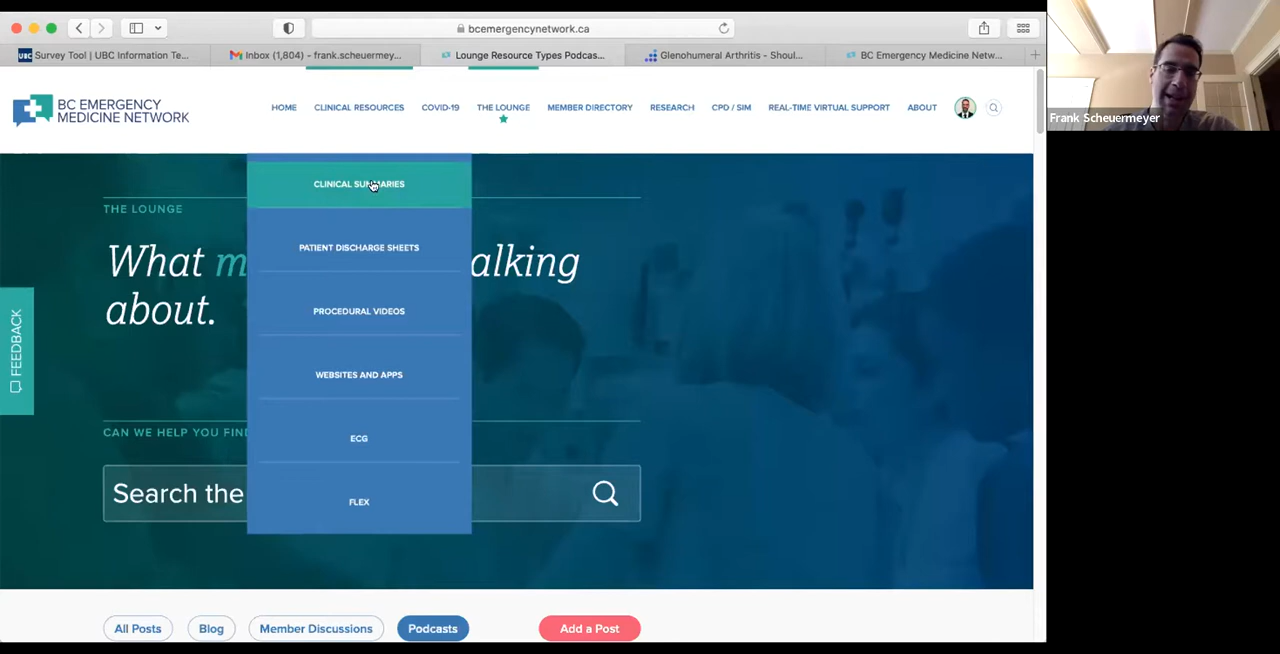 bcemergencynetwork.ca
UBC Survey Tool | UBC Information Te...
Inbox (1,804) - frank.scheuermey...
Lounge Resource Types Podcas...
Glenohumeral Arthritis - Shoul...
BC Emergency Medicine Netw...
BC EMERGENCY
MEDICINE NETWORK
HOME
CLINICAL RESOURCES
COVID-19
THE LOUNGE
MEMBER DIRECTORY
RESEARCH
CPD / SIM
REAL-TIME VIRTUAL SUPPORT
ABOUT
Frank Scheuermeyer
CLINICAL SUMMARIES
PATIENT DISCHARGE SHEETS
PROCEDURAL VIDEOS
WEBSITES AND APPS
ECG
FLEX
THE LOUNGE
What m alking
about.
FEEDBACK
CAN WE HELP YOU FIN
Search the
All Posts
Blog
Member Discussions
Podcasts
Add a Post